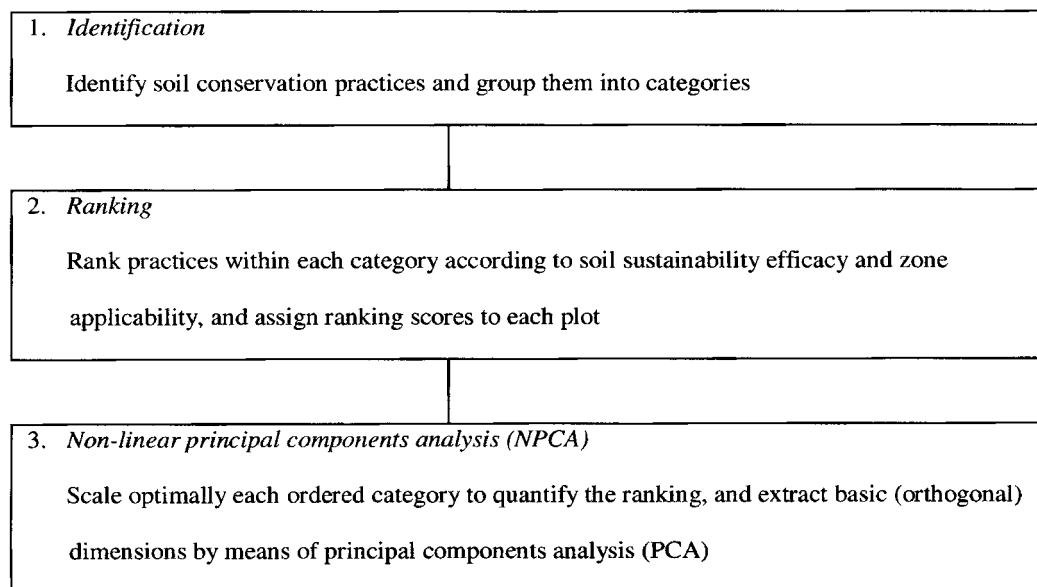 1. Identification
Identify soil conservation practices and group them into categories
2. Ranking
Rank practices within each category according to soil sustainability efficacy and zone
applicability, and assign ranking scores to each plot
3. Non-linear principal components analysis (NPCA)
Scale optimally each ordered category to quantify the ranking, and extract basic (orthogonal)
dimensions by means of principal components analysis (PCA)